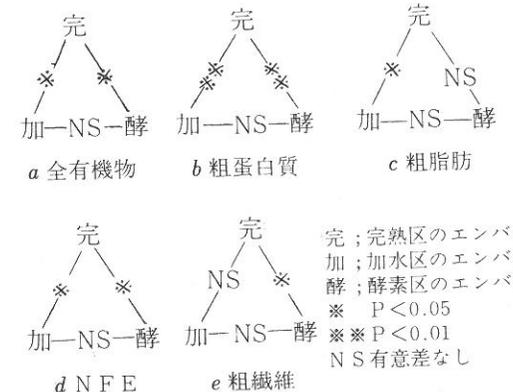 完
※ ※
加—NS—酵
a 全有機物
完
※※ ※※
加—NS—酵
b 粗蛋白質
完
※ NS
加—NS—酵
c 粗脂肪
完
※ ※
加—NS—酵
d NFE
完
NS ※
加—NS—酵
e 粗繊維
完；完熟区のエンバ
加；加水区のエンバ
酵；酵素区のエンバ
※ P＜0.05
※※P＜0.01
NS有意差なし